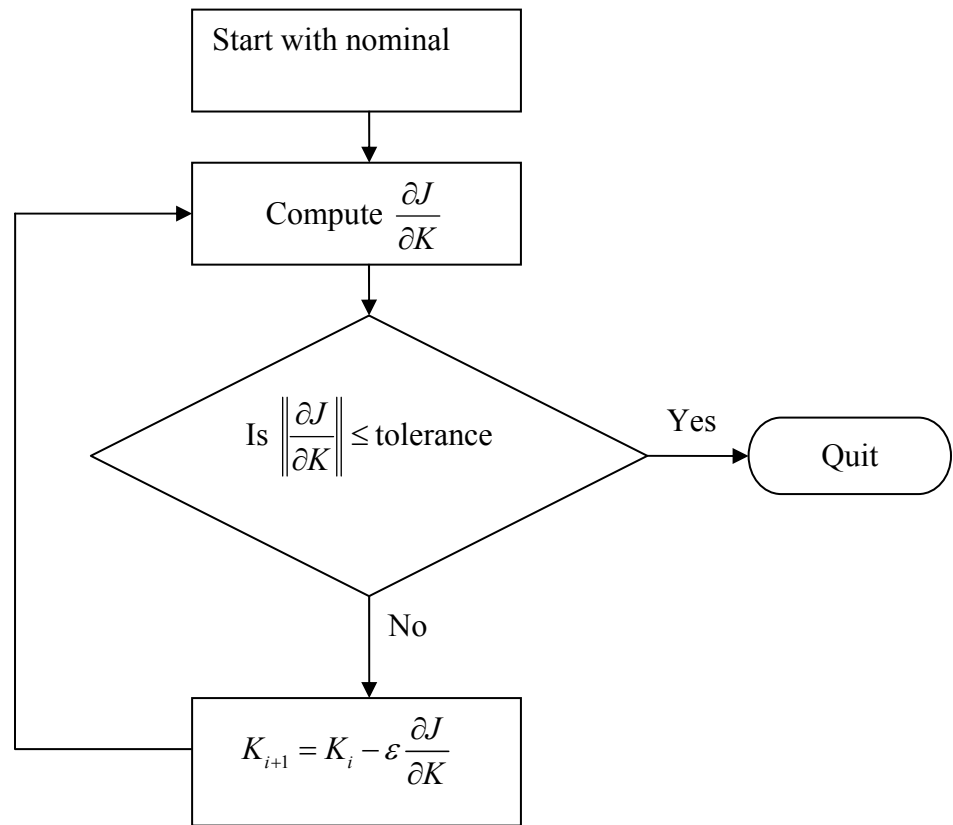 Start with nominal
Compute ∂J/∂K
Is ‖∂J/∂K‖ ≤ tolerance
Yes
Quit
No
K_{i+1} = K_i − ε ∂J/∂K